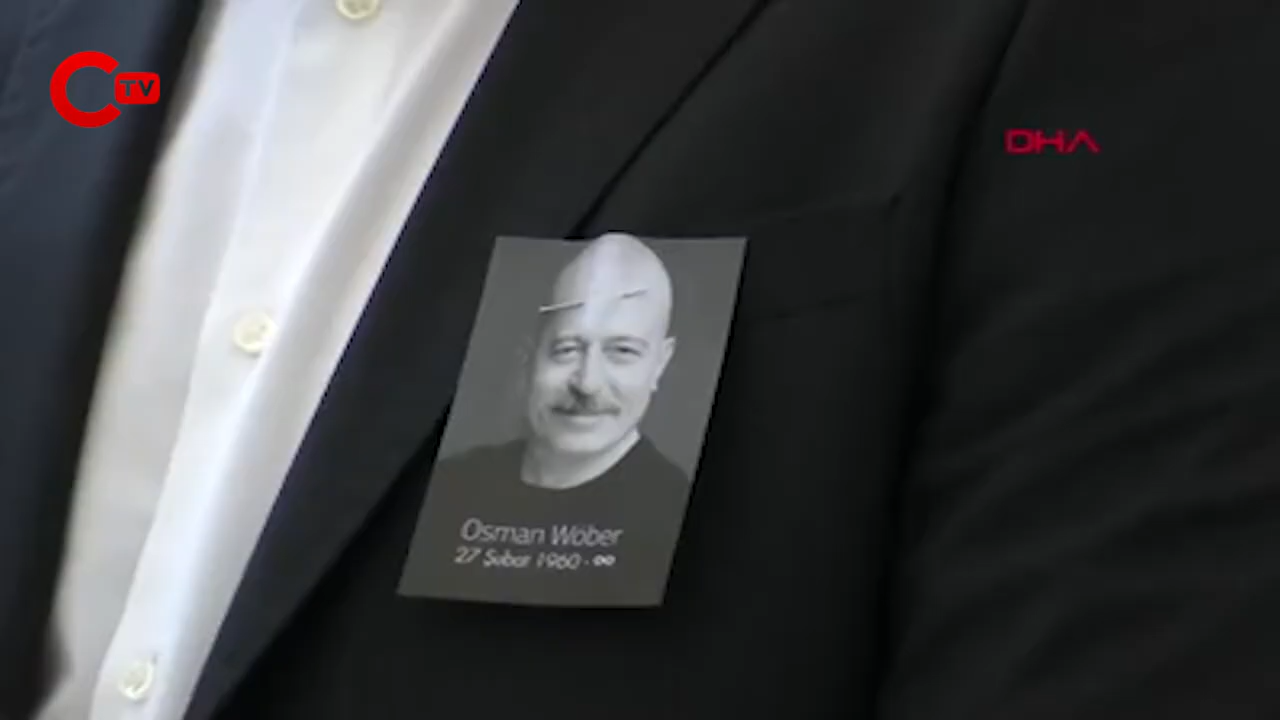 C TV
DHA
Osman Wöber
27 Şubat 1960 - ∞